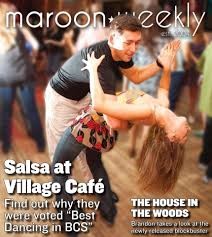 maroon★weekly
Salsa at
Village Café
Find out why they
were voted "Best
Dancing in BCS"
THE HOUSE IN
THE WOODS
Brandon takes a look at the
newly released blockbuster